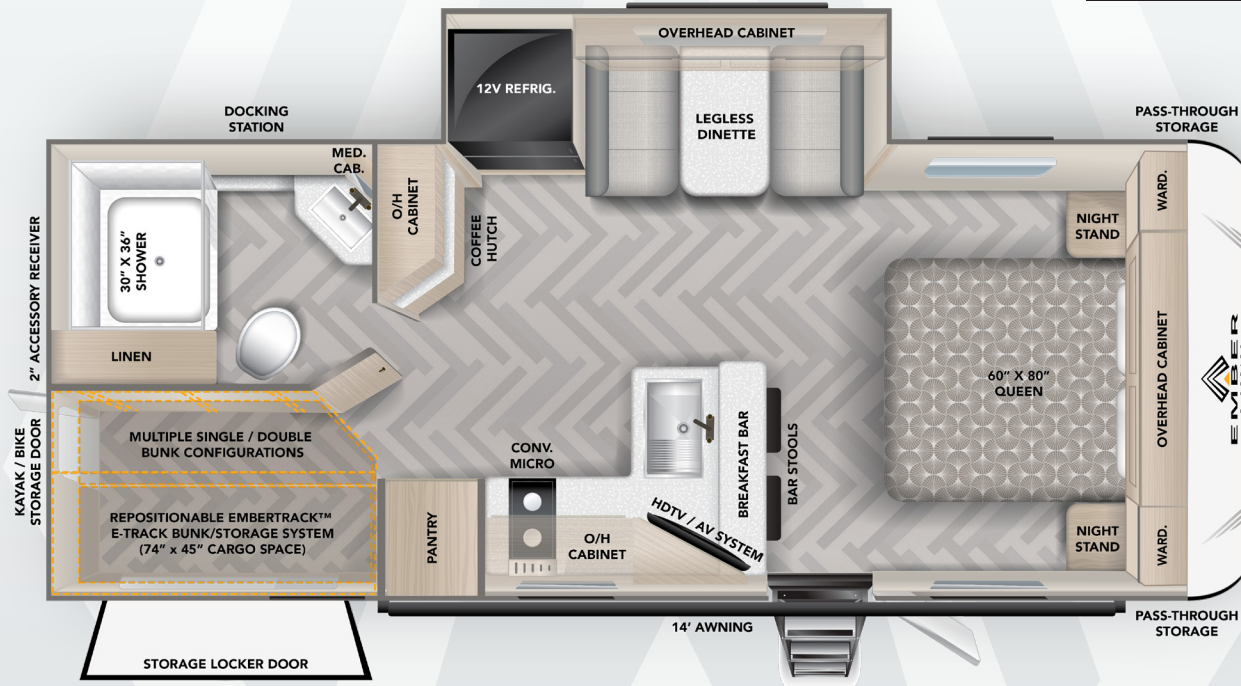 OVERHEAD CABINET
12V REFRIG.
LEGLESS
DINETTE
DOCKING
STATION
PASS-THROUGH
STORAGE
MED.
CAB.
O/H
CABINET
COFFEE
HUTCH
WARD.
NIGHT
STAND
30” X 36”
SHOWER
2” ACCESSORY RECEIVER
LINEN
60” X 80”
QUEEN
OVERHEAD CABINET
EMBER
KAYAK / BIKE
STORAGE DOOR
MULTIPLE SINGLE / DOUBLE
BUNK CONFIGURATIONS
REPOSITIONABLE EMBERTRACK™
E-TRACK BUNK/STORAGE SYSTEM
(74” x 45” CARGO SPACE)
PANTRY
CONV.
MICRO
O/H
CABINET
HDTV / AV SYSTEM
BREAKFAST BAR
BAR STOOLS
NIGHT
STAND
WARD.
14’ AWNING
PASS-THROUGH
STORAGE
STORAGE LOCKER DOOR